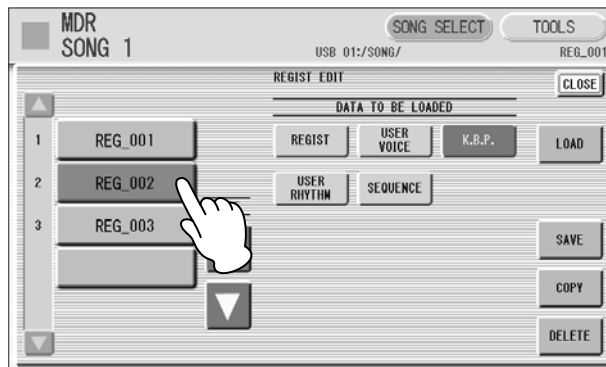 MDR
SONG 1
SONG SELECT
TOOLS
USB 01:/SONG/
REG_001
REGIST EDIT
CLOSE
DATA TO BE LOADED
1 REG_001
REGIST
USER
VOICE
K.B.P.
LOAD
2 REG_002
USER
RHYTHM
SEQUENCE
3 REG_003
SAVE
COPY
DELETE